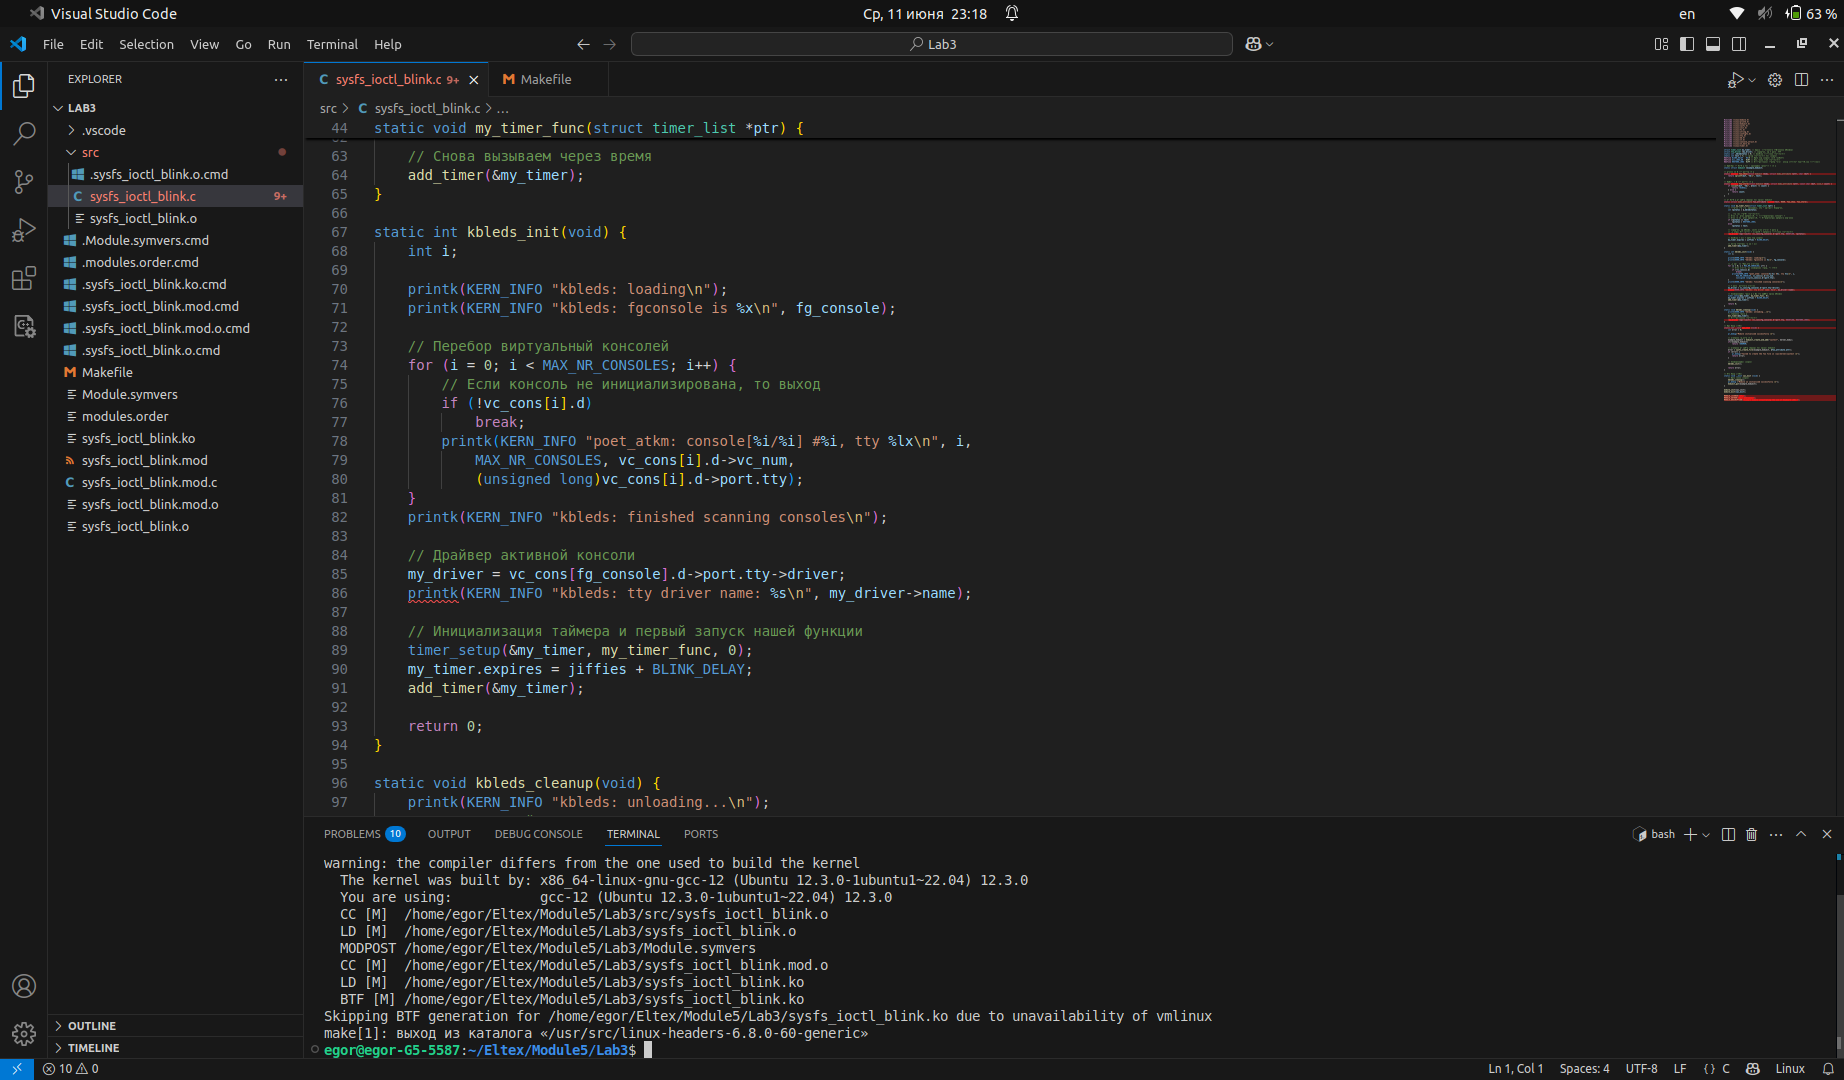 Visual Studio Code
Ср, 11 июня 23:18
en
63 %
File Edit Selection View Go Run Terminal Help
Lab3
EXPLORER
LAB3
.vscode
src
.sysfs_ioctl_blink.o.cmd
sysfs_ioctl_blink.c 9+
sysfs_ioctl_blink.o
.Module.symvers.cmd
.modules.order.cmd
.sysfs_ioctl_blink.ko.cmd
.sysfs_ioctl_blink.mod.cmd
.sysfs_ioctl_blink.mod.o.cmd
.sysfs_ioctl_blink.o.cmd
Makefile
Module.symvers
modules.order
sysfs_ioctl_blink.ko
sysfs_ioctl_blink.mod
sysfs_ioctl_blink.mod.c
sysfs_ioctl_blink.mod.o
sysfs_ioctl_blink.o
OUTLINE
TIMELINE
sysfs_ioctl_blink.c 9+
Makefile
src > C sysfs_ioctl_blink.c > ...
44 static void my_timer_func(struct timer_list *ptr) {
63 // Снова вызываем через время
64 add_timer(&my_timer);
65 }
66
67 static int kbleds_init(void) {
68 int i;
69
70 printk(KERN_INFO "kbleds: loading\n");
71 printk(KERN_INFO "kbleds: fgconsole is %x\n", fg_console);
72
73 // Перебор виртуальный консолей
74 for (i = 0; i < MAX_NR_CONSOLES; i++) {
75 // Если консоль не инициализирована, то выход
76 if (!vc_cons[i].d)
77 break;
78 printk(KERN_INFO "poet_atkm: console[%i/%i] #%i, tty %lx\n", i,
79 MAX_NR_CONSOLES, vc_cons[i].d->vc_num,
80 (unsigned long)vc_cons[i].d->port.tty);
81 }
82 printk(KERN_INFO "kbleds: finished scanning consoles\n");
83
84 // Драйвер активной консоли
85 my_driver = vc_cons[fg_console].d->port.tty->driver;
86 printk(KERN_INFO "kbleds: tty driver name: %s\n", my_driver->name);
87
88 // Инициализация таймера и первый запуск нашей функции
89 timer_setup(&my_timer, my_timer_func, 0);
90 my_timer.expires = jiffies + BLINK_DELAY;
91 add_timer(&my_timer);
92
93 return 0;
94 }
95
96 static void kbleds_cleanup(void) {
97 printk(KERN_INFO "kbleds: unloading...\n");
PROBLEMS 10 OUTPUT DEBUG CONSOLE TERMINAL PORTS
bash
warning: the compiler differs from the one used to build the kernel
The kernel was built by: x86_64-linux-gnu-gcc-12 (Ubuntu 12.3.0-1ubuntu1~22.04) 12.3.0
You are using: gcc-12 (Ubuntu 12.3.0-1ubuntu1~22.04) 12.3.0
CC [M] /home/egor/Eltex/Module5/Lab3/src/sysfs_ioctl_blink.o
LD [M] /home/egor/Eltex/Module5/Lab3/sysfs_ioctl_blink.o
MODPOST /home/egor/Eltex/Module5/Lab3/Module.symvers
CC [M] /home/egor/Eltex/Module5/Lab3/sysfs_ioctl_blink.mod.o
LD [M] /home/egor/Eltex/Module5/Lab3/sysfs_ioctl_blink.ko
BTF [M] /home/egor/Eltex/Module5/Lab3/sysfs_ioctl_blink.ko
Skipping BTF generation for /home/egor/Eltex/Module5/Lab3/sysfs_ioctl_blink.ko due to unavailability of vmlinux
make[1]: выход из каталога «/usr/src/linux-headers-6.8.0-60-generic»
egor@egor-G5-5587:~/Eltex/Module5/Lab3$
10 0
Ln 1, Col 1 Spaces: 4 UTF-8 LF {} C Linux